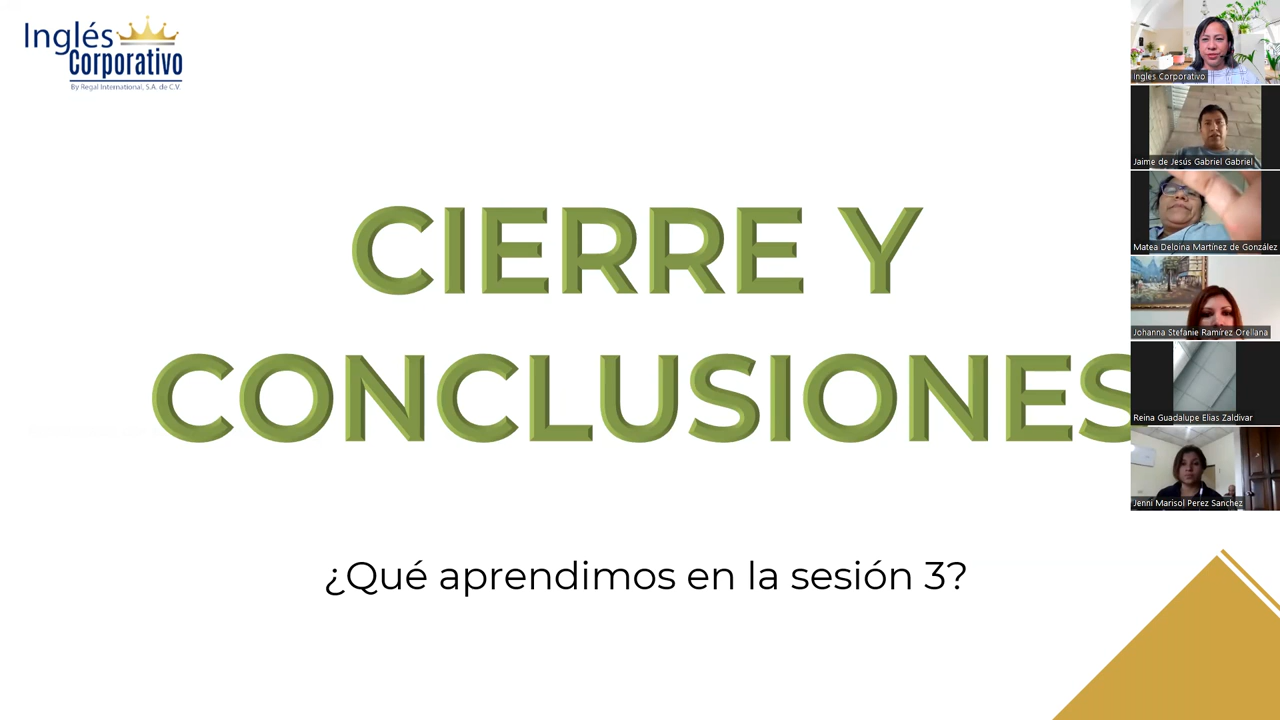 Inglés
Corporativo
By Regal International, S.A. de C.V.
CIERRE Y
CONCLUSIONES
¿Qué aprendimos en la sesión 3?
Ingles Corporativo
Jaime de Jesús Gabriel Gabriel
Matea Deloina Martínez de González
Johanna Stefanie Ramírez Orellana
Reina Guadalupe Elias Zaldivar
Jenni Marisol Perez Sanchez